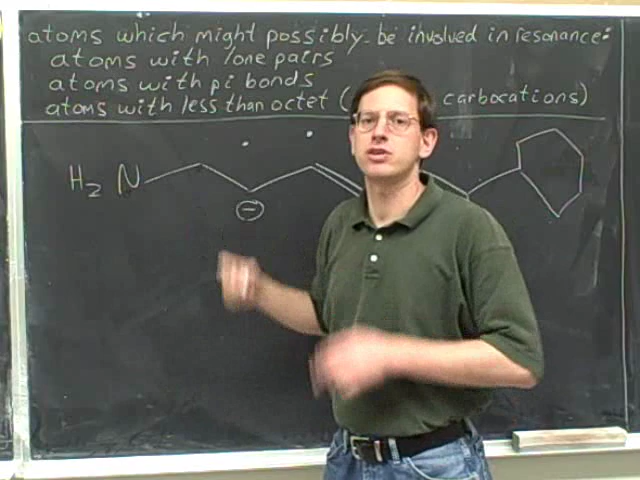 atoms which might possibly be involved in resonance:
atoms with lone pairs
atoms with pi bonds
atoms with less than octet ( carbocations)
H₂N
⊖